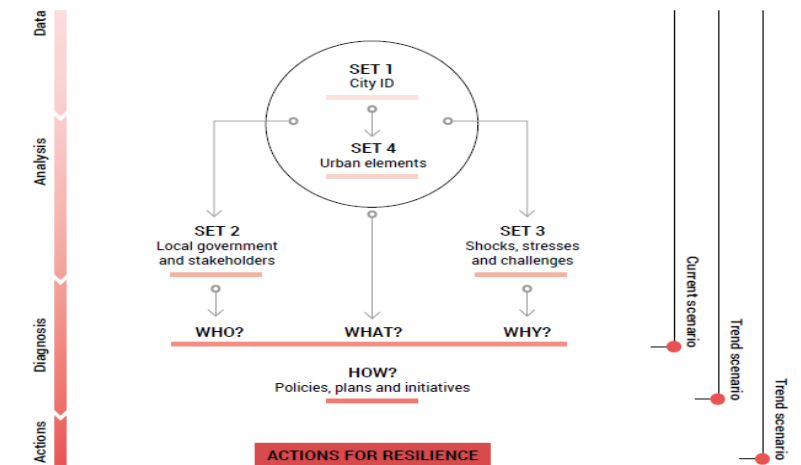 Data
Analysis
Diagnosis
Actions
SET 1
City ID
SET 4
Urban elements
SET 2
Local government
and stakeholders
SET 3
Shocks, stresses
and challenges
WHO?
WHAT?
WHY?
HOW?
Policies, plans and initiatives
ACTIONS FOR RESILIENCE
Current scenario
Trend scenario
Trend scenario